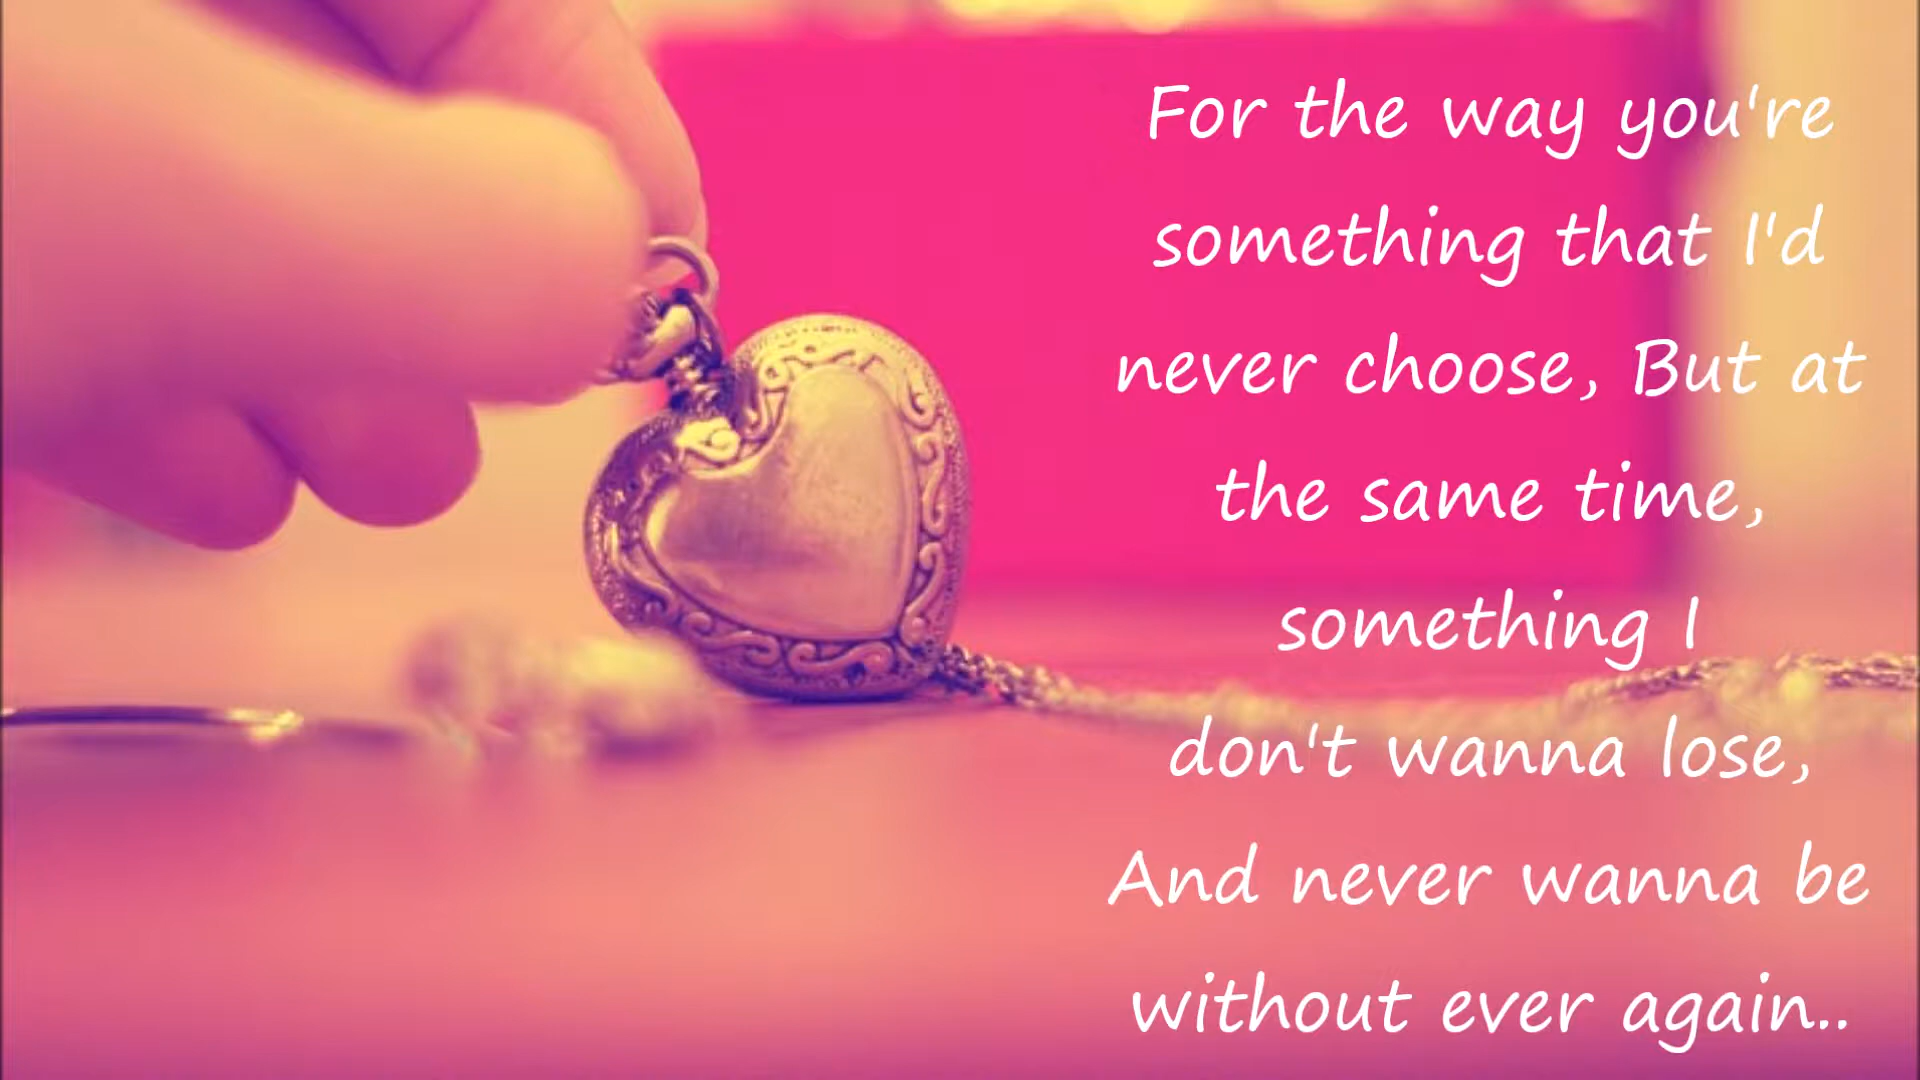 For the way you're
something that I'd
never choose, But at
the same time,
something I
don't wanna lose,
And never wanna be
without ever again..